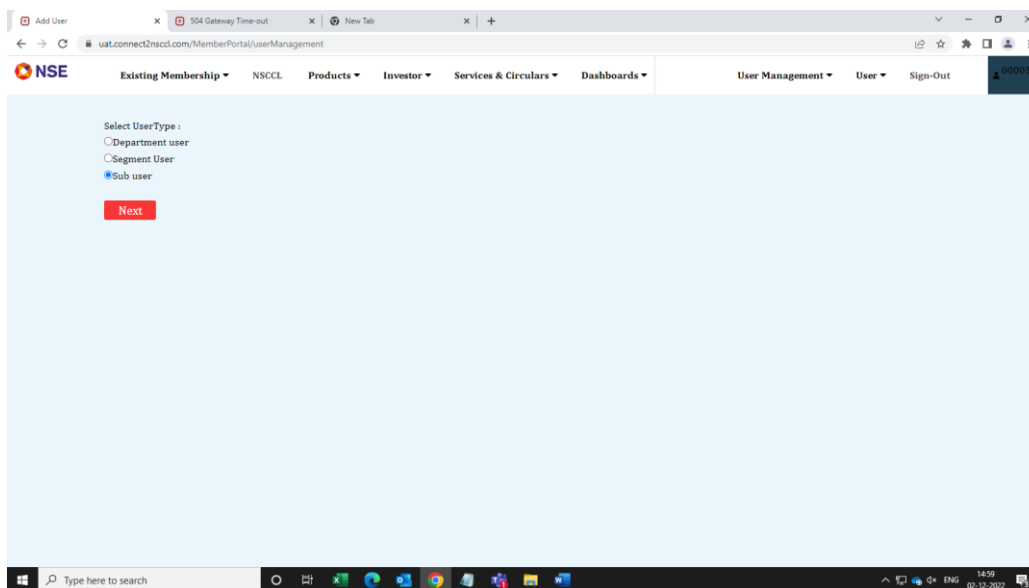 Add User
504 Gateway Time-out
New Tab
uat.connect2nsccl.com/MemberPortal/userManagement
NSE
Existing Membership
NSCCL
Products
Investor
Services & Circulars
Dashboards
User Management
User
Sign-Out
Select UserType :
Department user
Segment User
Sub user
Next
Type here to search
ENG
14:59
02-12-2022